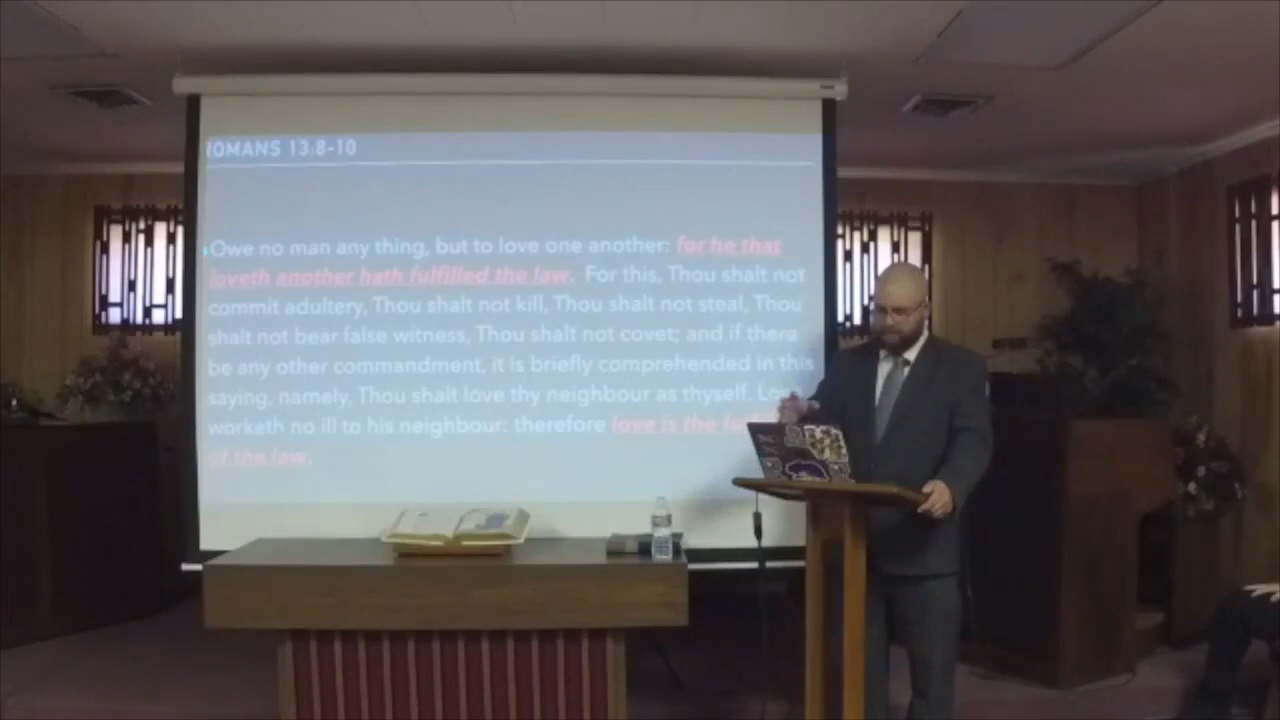 ROMANS 13:8-10
Owe no man any thing, but to love one another: for he that
loveth another hath fulfilled the law. For this, Thou shalt not
commit adultery, Thou shalt not kill, Thou shalt not steal, Thou
shalt not bear false witness, Thou shalt not covet; and if there
be any other commandment, it is briefly comprehended in this
saying, namely, Thou shalt love thy neighbour as thyself.
worketh no ill to his neighbour: therefore love is the
of the law.